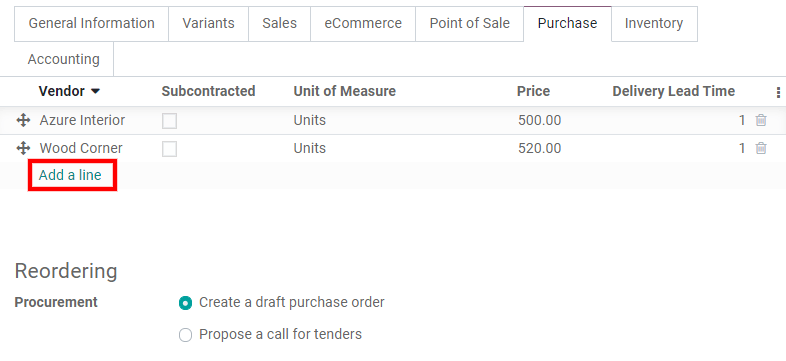 General Information Variants Sales eCommerce Point of Sale Purchase Inventory
Accounting
Vendor Subcontracted Unit of Measure Price Delivery Lead Time
Azure Interior Units 500.00 1
Wood Corner Units 520.00 1
Add a line
Reordering
Procurement Create a draft purchase order
Propose a call for tenders